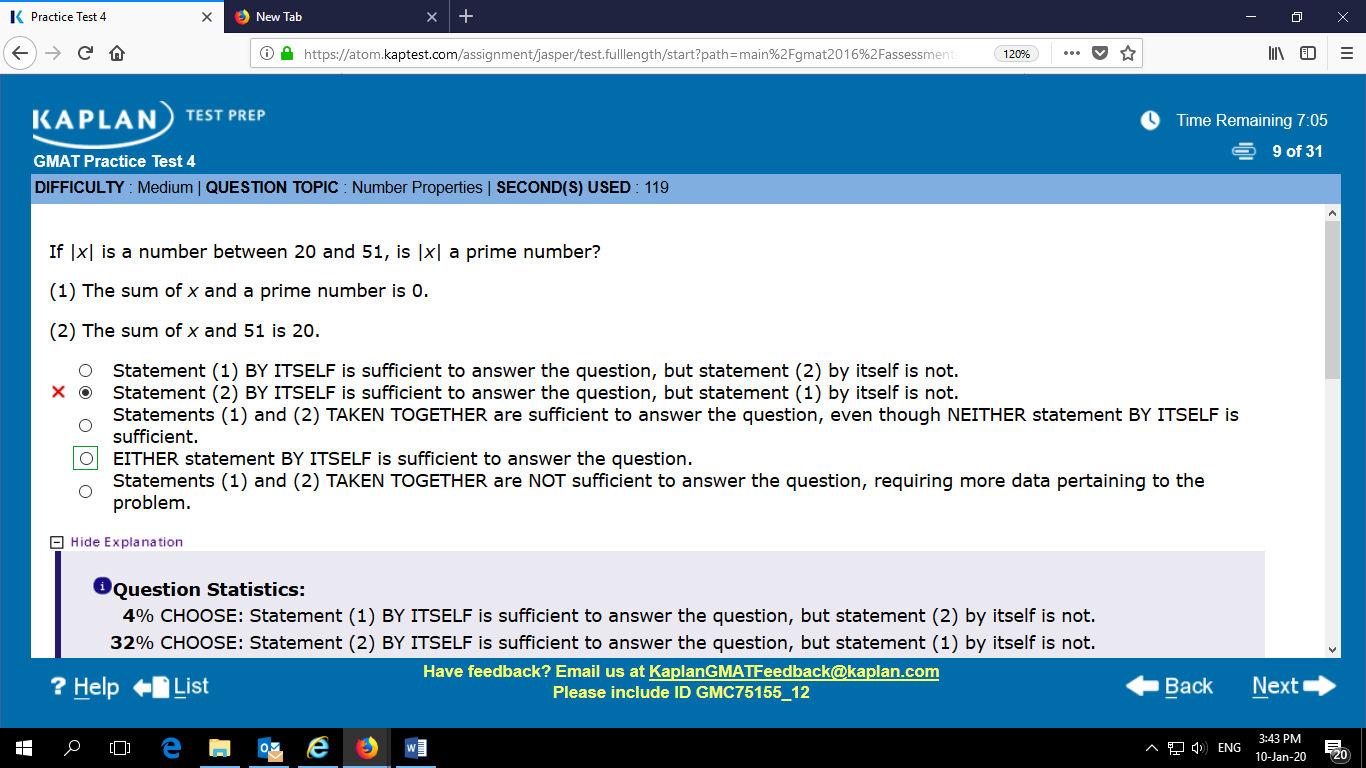 Practice Test 4
New Tab
https://atom.kaptest.com/assignment/jasper/test.fulllength/start?path=main%2Fgmat2016%2Fassessment
120%
KAPLAN TEST PREP
Time Remaining 7:05
GMAT Practice Test 4
9 of 31
DIFFICULTY : Medium | QUESTION TOPIC : Number Properties | SECOND(S) USED : 119
If |x| is a number between 20 and 51, is |x| a prime number?
(1) The sum of x and a prime number is 0.
(2) The sum of x and 51 is 20.
Statement (1) BY ITSELF is sufficient to answer the question, but statement (2) by itself is not.
Statement (2) BY ITSELF is sufficient to answer the question, but statement (1) by itself is not.
Statements (1) and (2) TAKEN TOGETHER are sufficient to answer the question, even though NEITHER statement BY ITSELF is
sufficient.
EITHER statement BY ITSELF is sufficient to answer the question.
Statements (1) and (2) TAKEN TOGETHER are NOT sufficient to answer the question, requiring more data pertaining to the
problem.
Hide Explanation
Question Statistics:
4% CHOOSE: Statement (1) BY ITSELF is sufficient to answer the question, but statement (2) by itself is not.
32% CHOOSE: Statement (2) BY ITSELF is sufficient to answer the question, but statement (1) by itself is not.
Have feedback? Email us at KaplanGMATFeedback@kaplan.com
Please include ID GMC75155_12
? Help
List
Back
Next
ENG
3:43 PM
10-Jan-20
20